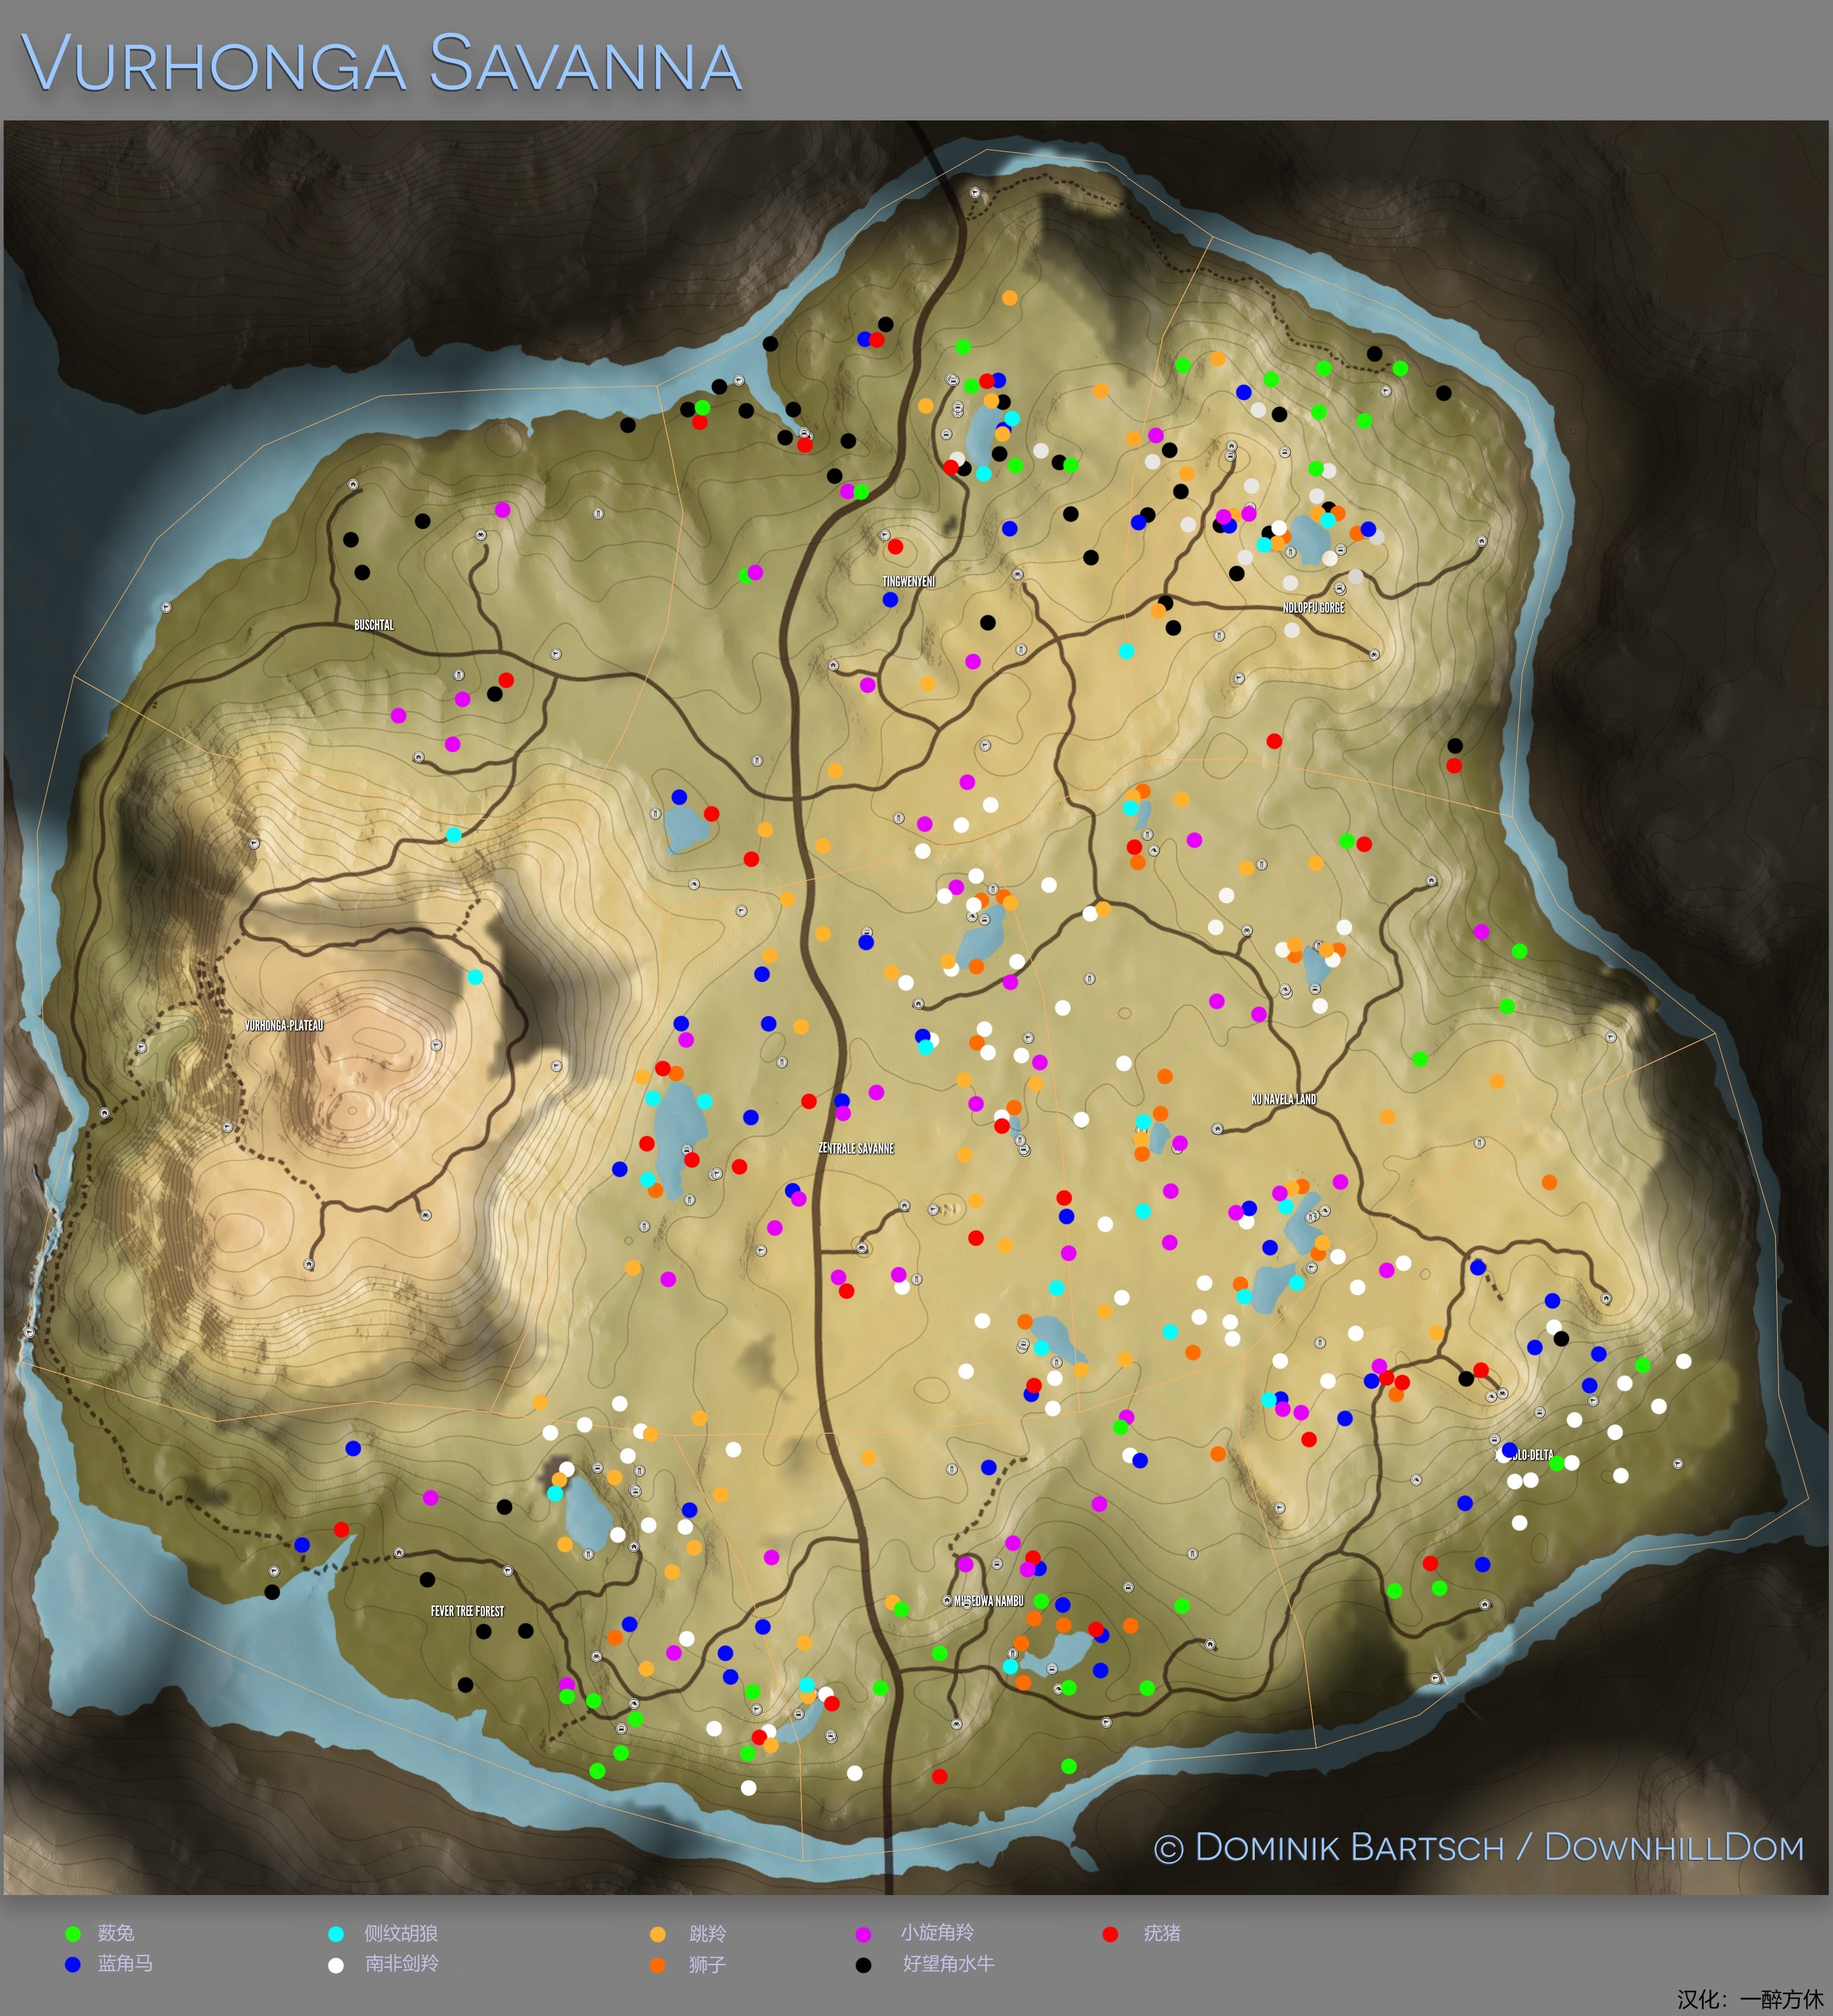 VURHONGA SAVANNA
TINGWENYENI
NDLOPFU GORGE
BUSCHTAL
VURHONGA-PLATEAU
KU NAVELA LAND
ZENTRALE SAVANNE
FEVER TREE FOREST
NAMBU
-DELTA
© DOMINIK BARTSCH / DOWNHILLDOM
薮兔 侧纹胡狼 跳羚 小旋角羚 疣猪
蓝角马 南非剑羚 狮子 好望角水牛
汉化：一醉方休